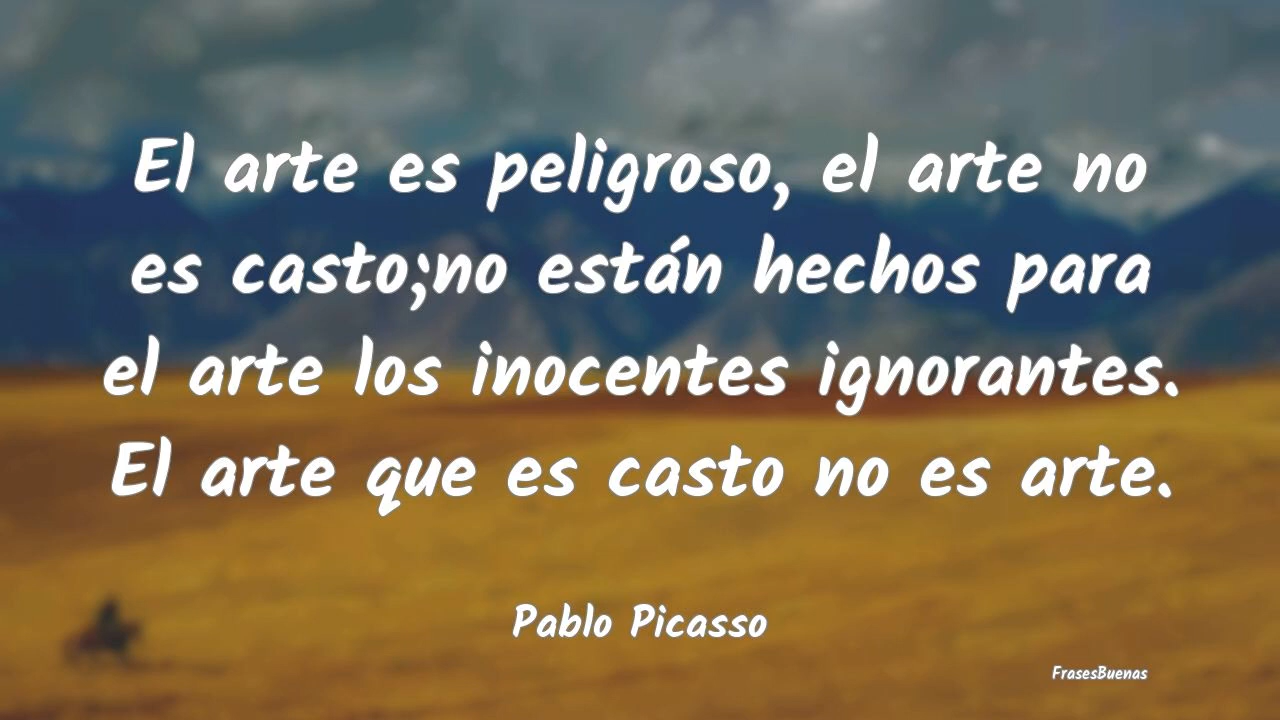 El arte es peligroso, el arte no
es casto;no están hechos para
el arte los inocentes ignorantes.
El arte que es casto no es arte.
Pablo Picasso
FrasesBuenas